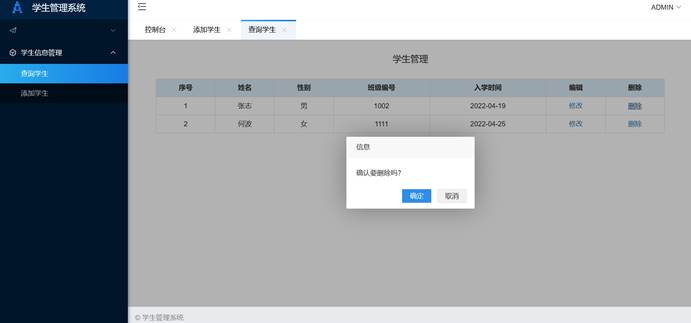 学生管理系统
ADMIN
控制台 添加学生 查询学生
学生信息管理
查询学生
添加学生
学生管理
序号 姓名 性别 班级编号 入学时间 编辑 删除
1 张志 男 1002 2022-04-19 修改 删除
2 何波 女 1111 2022-04-25 修改 删除
信息
确认要删除吗?
确定 取消
© 学生管理系统